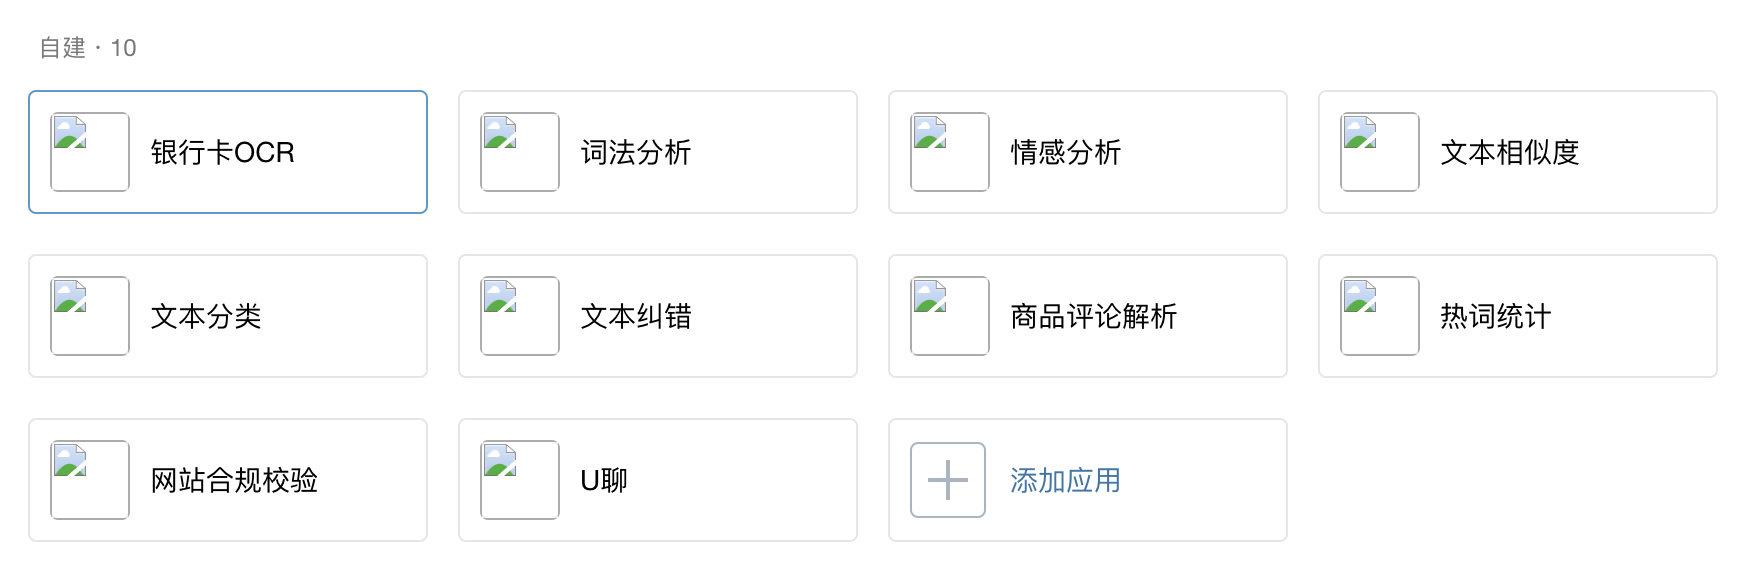 自建 · 10
银行卡OCR
词法分析
情感分析
文本相似度
文本分类
文本纠错
商品评论解析
热词统计
网站合规校验
U聊
添加应用